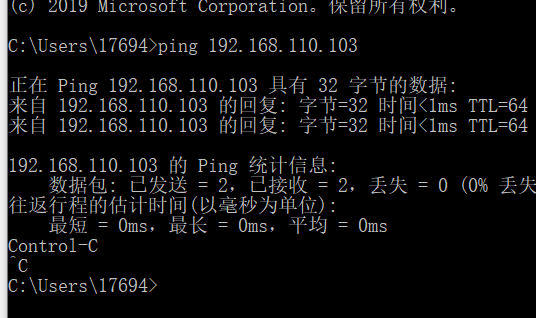 (c) 2019 Microsoft Corporation。保留所有权利。
C:\Users\17694>ping 192.168.110.103
正在 Ping 192.168.110.103 具有 32 字节的数据:
来自 192.168.110.103 的回复: 字节=32 时间<1ms TTL=64
来自 192.168.110.103 的回复: 字节=32 时间<1ms TTL=64
192.168.110.103 的 Ping 统计信息:
数据包: 已发送 = 2，已接收 = 2，丢失 = 0 (0% 丢失
往返行程的估计时间(以毫秒为单位):
最短 = 0ms，最长 = 0ms，平均 = 0ms
Control-C
^C
C:\Users\17694>